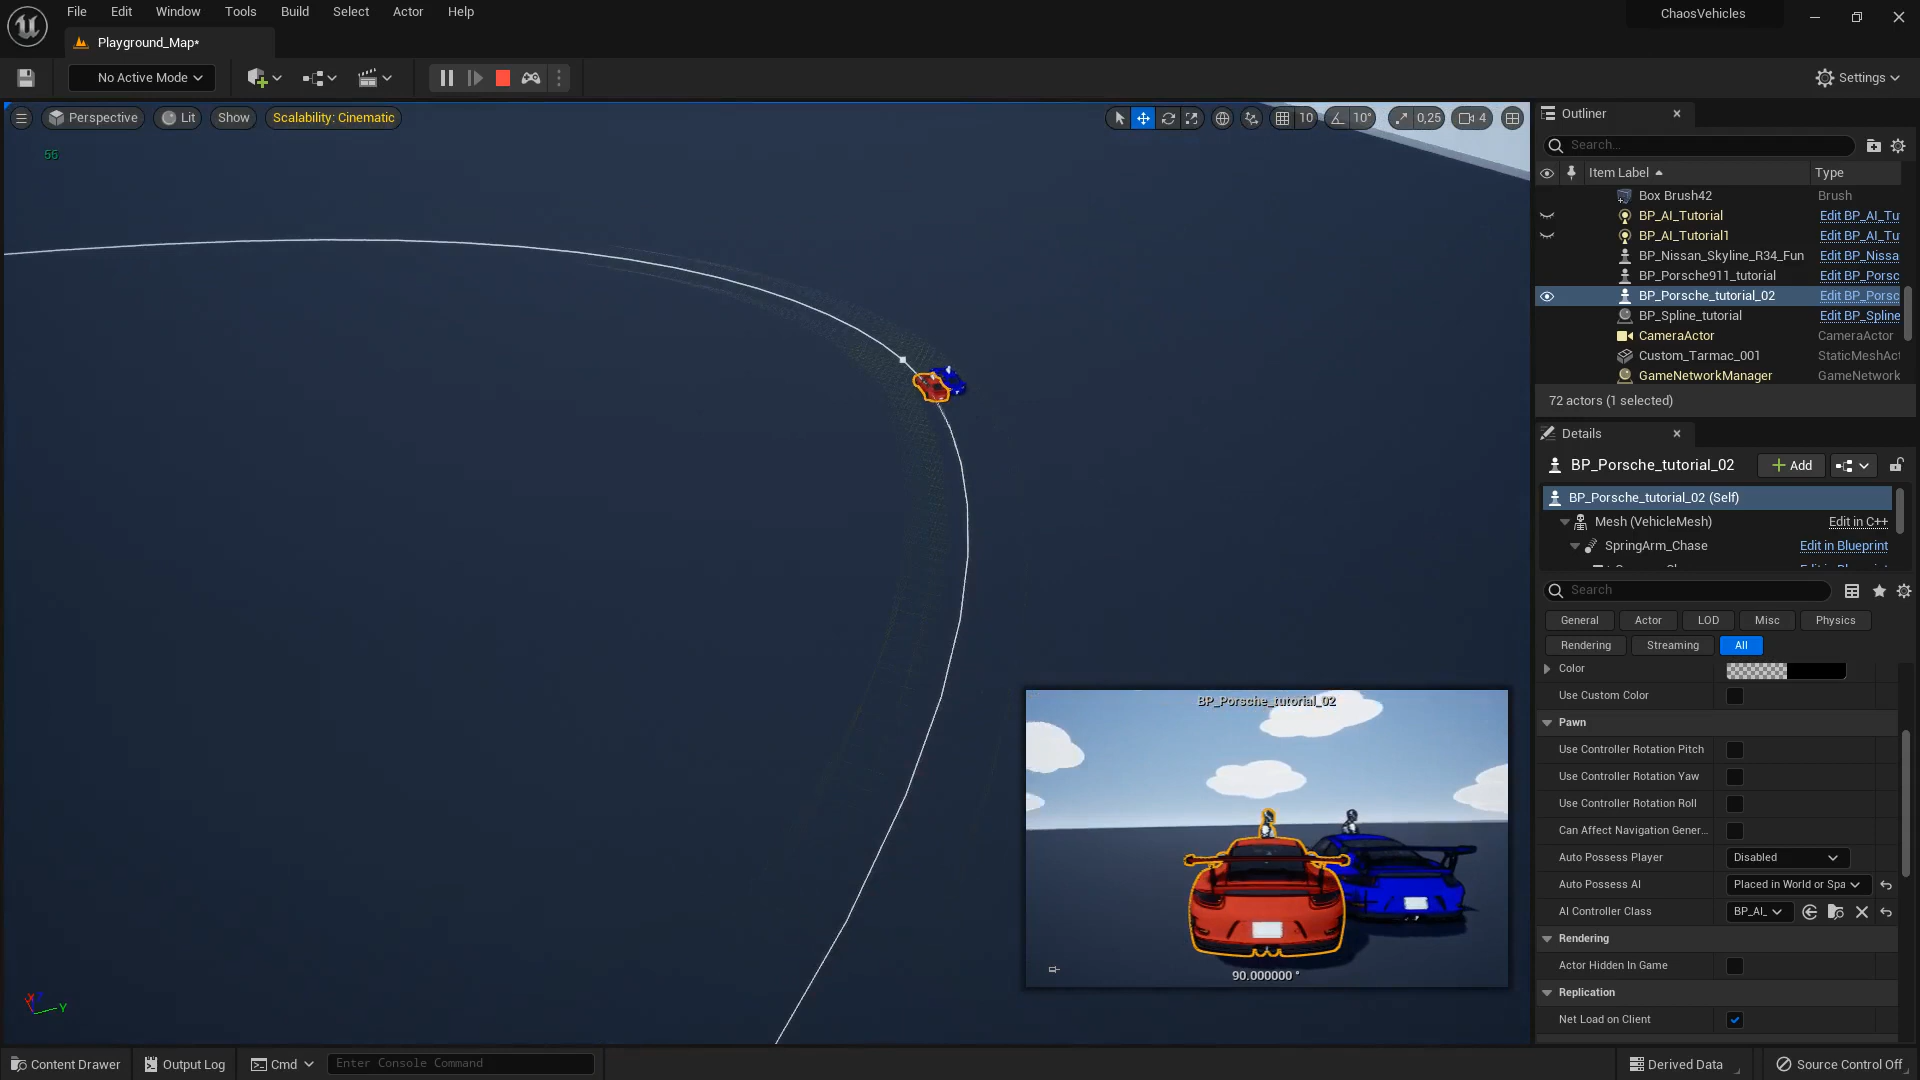 File Edit Window Tools Build Select Actor Help
ChaosVehicles
Playground_Map*
No Active Mode
Settings
Perspective Lit Show Scalability: Cinematic
10 10° 0,25 4
55
Outliner
Search...
Item Label Type
Box Brush42 Brush
BP_AI_Tutorial Edit BP_AI_Tu
BP_AI_Tutorial1 Edit BP_AI_Tu
BP_Nissan_Skyline_R34_Fun Edit BP_Nissa
BP_Porsche911_tutorial Edit BP_Porsc
BP_Porsche_tutorial_02 Edit BP_Porsc
BP_Spline_tutorial Edit BP_Spline
CameraActor CameraActor
Custom_Tarmac_001 StaticMeshAct
GameNetworkManager GameNetwork
72 actors (1 selected)
Details
BP_Porsche_tutorial_02 Add
BP_Porsche_tutorial_02 (Self)
Mesh (VehicleMesh) Edit in C++
SpringArm_Chase Edit in Blueprint
Search
General Actor LOD Misc Physics
Rendering Streaming All
Color
Use Custom Color
Pawn
Use Controller Rotation Pitch
Use Controller Rotation Yaw
Use Controller Rotation Roll
Can Affect Navigation Gener...
Auto Possess Player Disabled
Auto Possess AI Placed in World or Spa
AI Controller Class BP_AI_
Rendering
Actor Hidden In Game
Replication
Net Load on Client
BP_Porsche_tutorial_02
90.000000 °
X Y
Content Drawer Output Log Cmd Enter Console Command
Derived Data Source Control Off